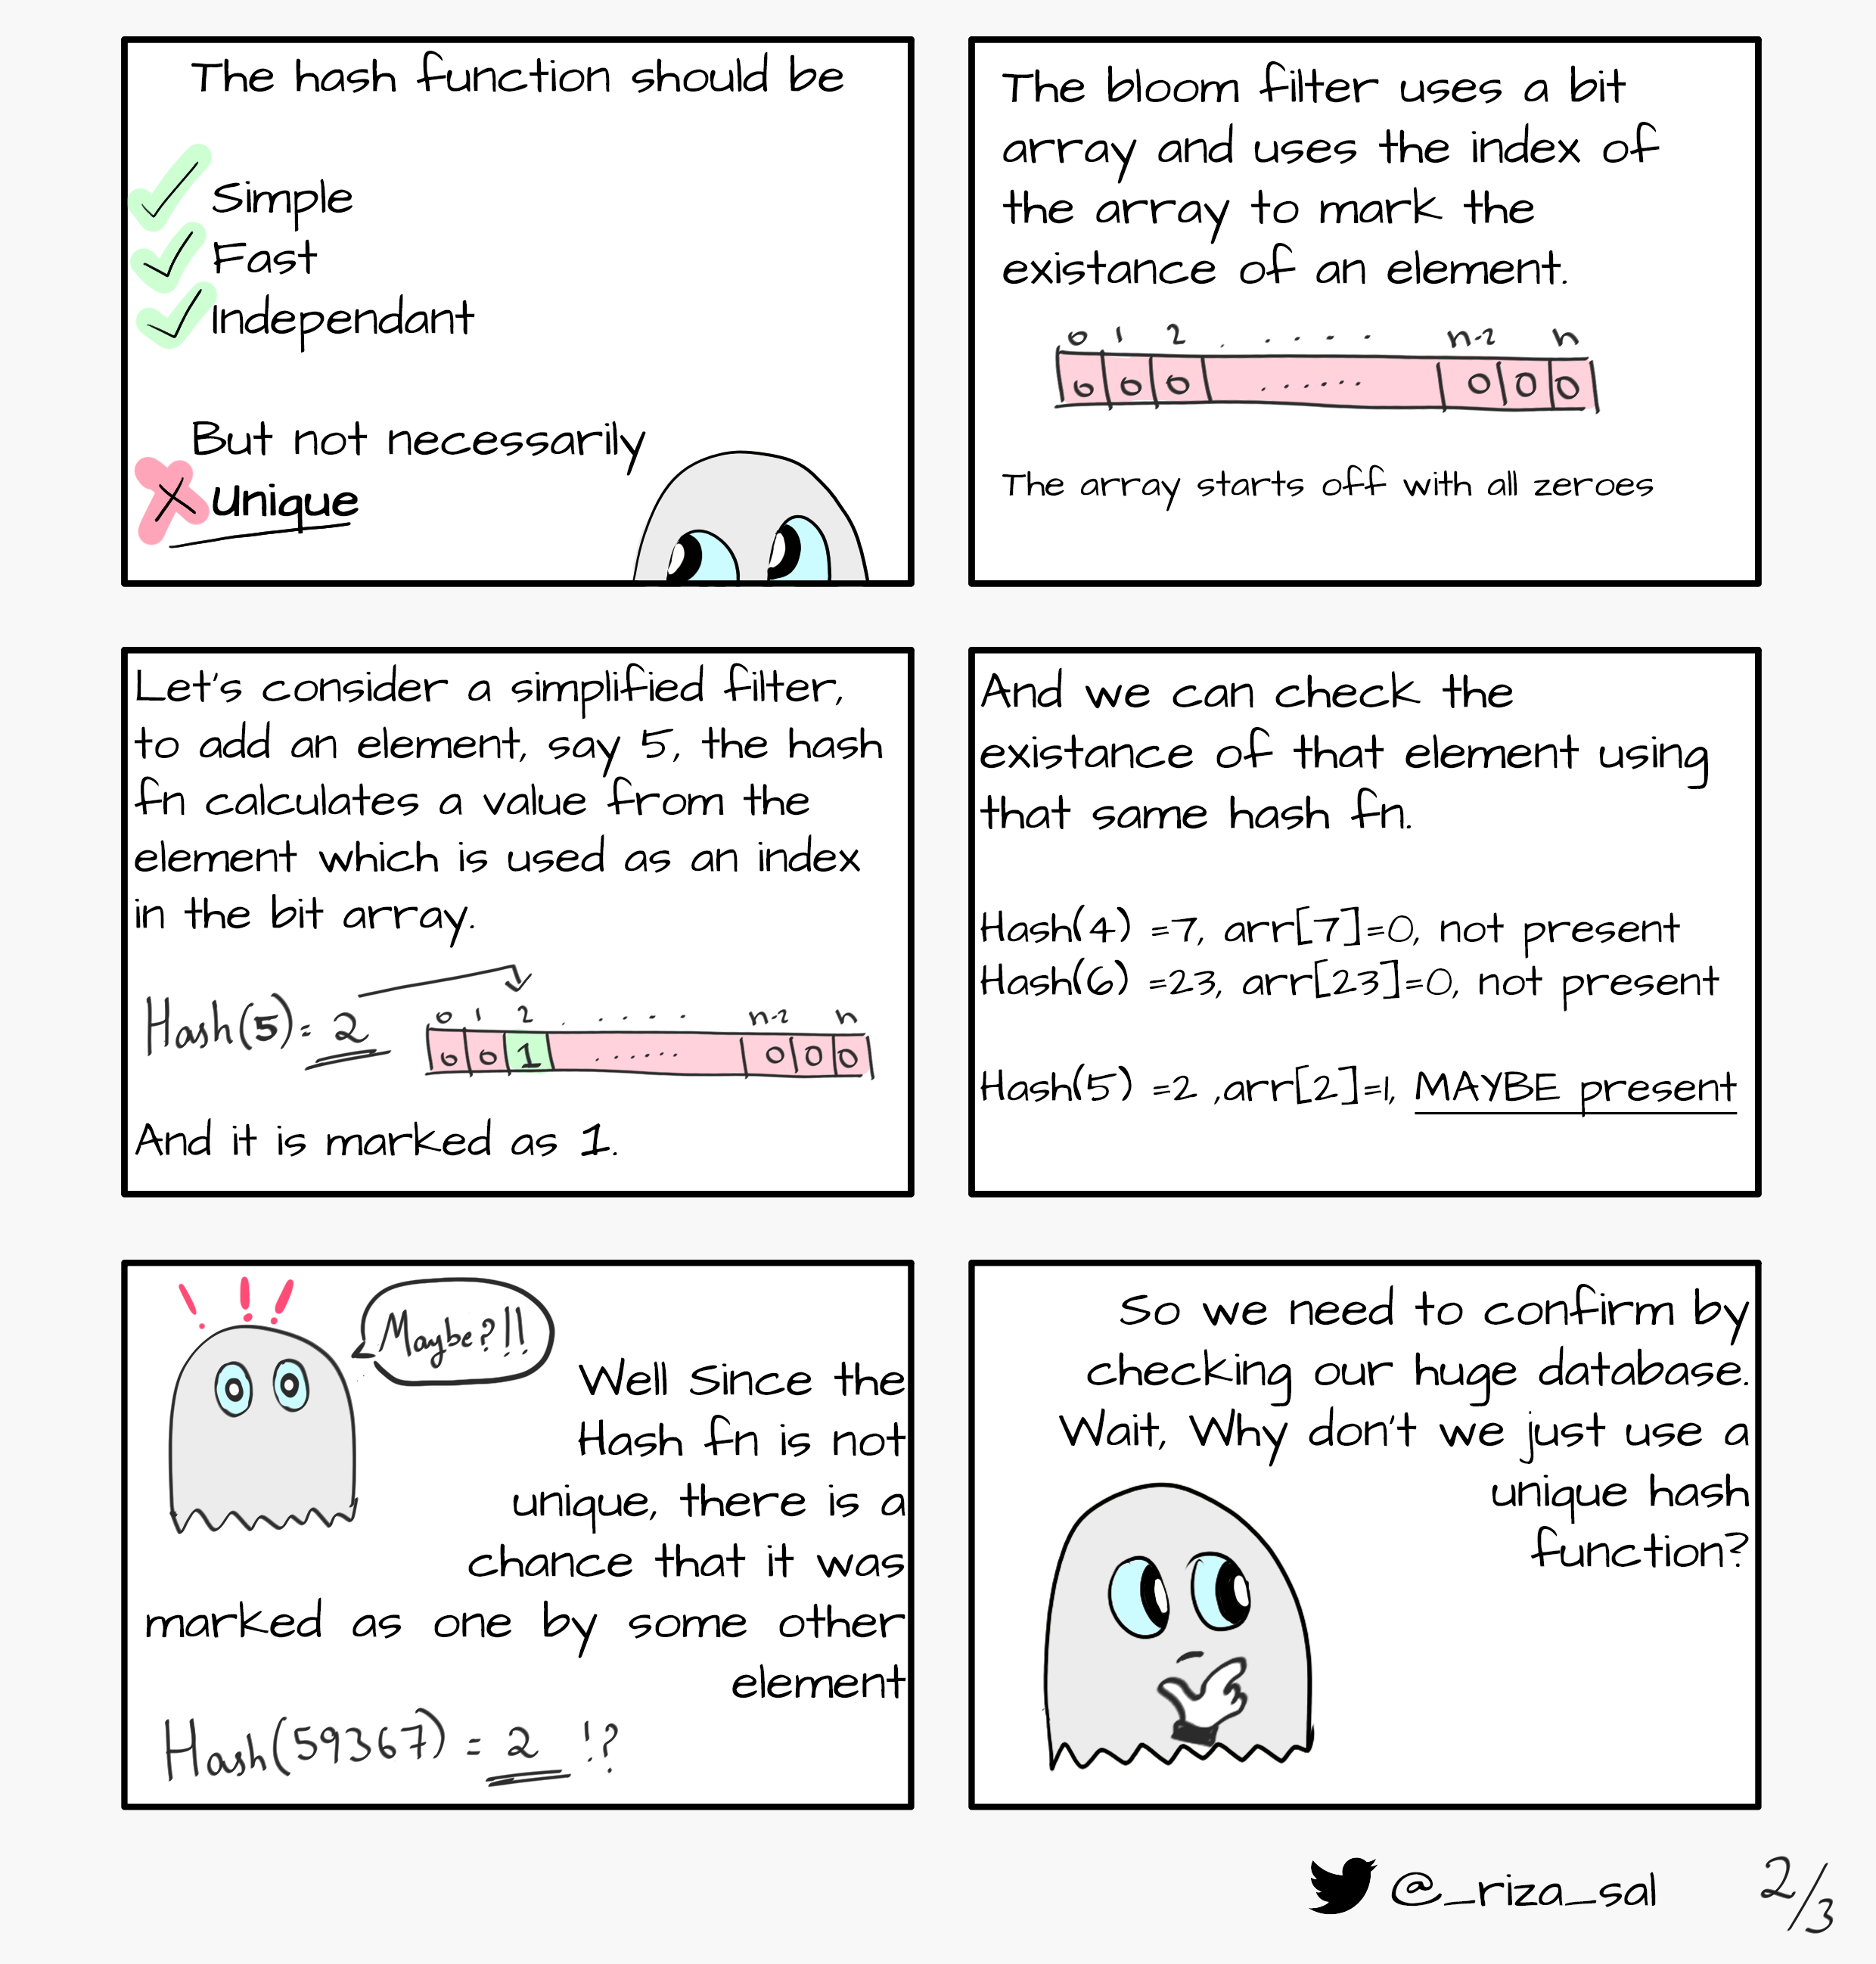 The hash function should be
Simple
Fast
Independant
But not necessarily
Unique
The bloom filter uses a bit
array and uses the index of
the array to mark the
existance of an element.
0 1 2 . . . . . n-2 n
0 0 0 ...... 0 0 0
The array starts off with all zeroes
Let's consider a simplified filter,
to add an element, say 5, the hash
fn calculates a value from the
element which is used as an index
in the bit array.
Hash(5)= 2
0 1 2 . . . . . n-2 n
0 0 1 ...... 0 0 0
And it is marked as 1.
And we can check the
existance of that element using
that same hash fn.
Hash(4) =7, arr[7]=0, not present
Hash(6) =23, arr[23]=0, not present
Hash(5) =2 ,arr[2]=1, MAYBE present
! ! !
Maybe?!!
Well Since the
Hash fn is not
unique, there is a
chance that it was
marked as one by some other
element
Hash(59367) = 2 !?
So we need to confirm by
checking our huge database.
Wait, Why don't we just use a
unique hash
function?
@_riza_sal
2/3